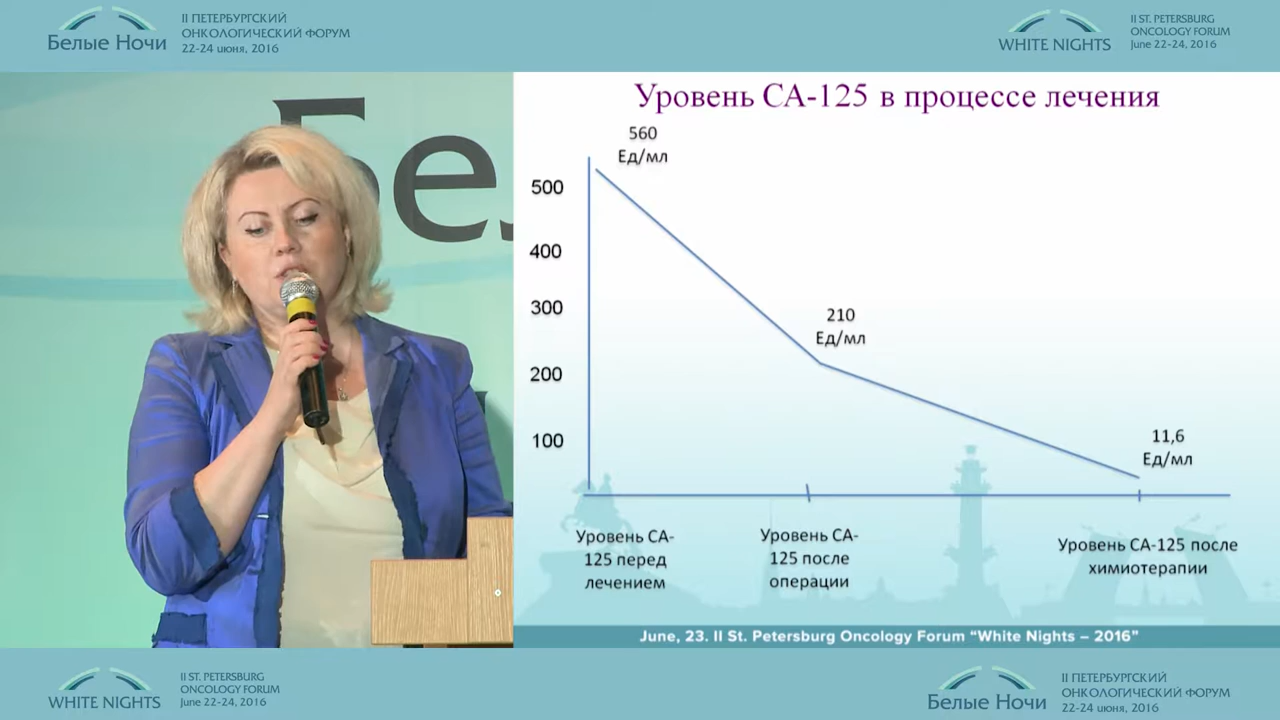 Белые Ночи
II ПЕТЕРБУРГСКИЙ
ОНКОЛОГИЧЕСКИЙ ФОРУМ
22-24 июня, 2016
WHITE NIGHTS
II ST. PETERSBURG
ONCOLOGY FORUM
June 22-24, 2016
Бел
Уровень СА-125 в процессе лечения
560
Ед/мл
500
400
300
200
100
210
Ед/мл
11,6
Ед/мл
Уровень СА-
125 перед
лечением
Уровень СА-
125 после
операции
Уровень СА-125 после
химиотерапии
June, 23. II St. Petersburg Oncology Forum “White Nights – 2016”
WHITE NIGHTS
II ST. PETERSBURG
ONCOLOGY FORUM
June 22-24, 2016
Белые Ночи
II ПЕТЕРБУРГСКИЙ
ОНКОЛОГИЧЕСКИЙ ФОРУМ
22-24 июня, 2016